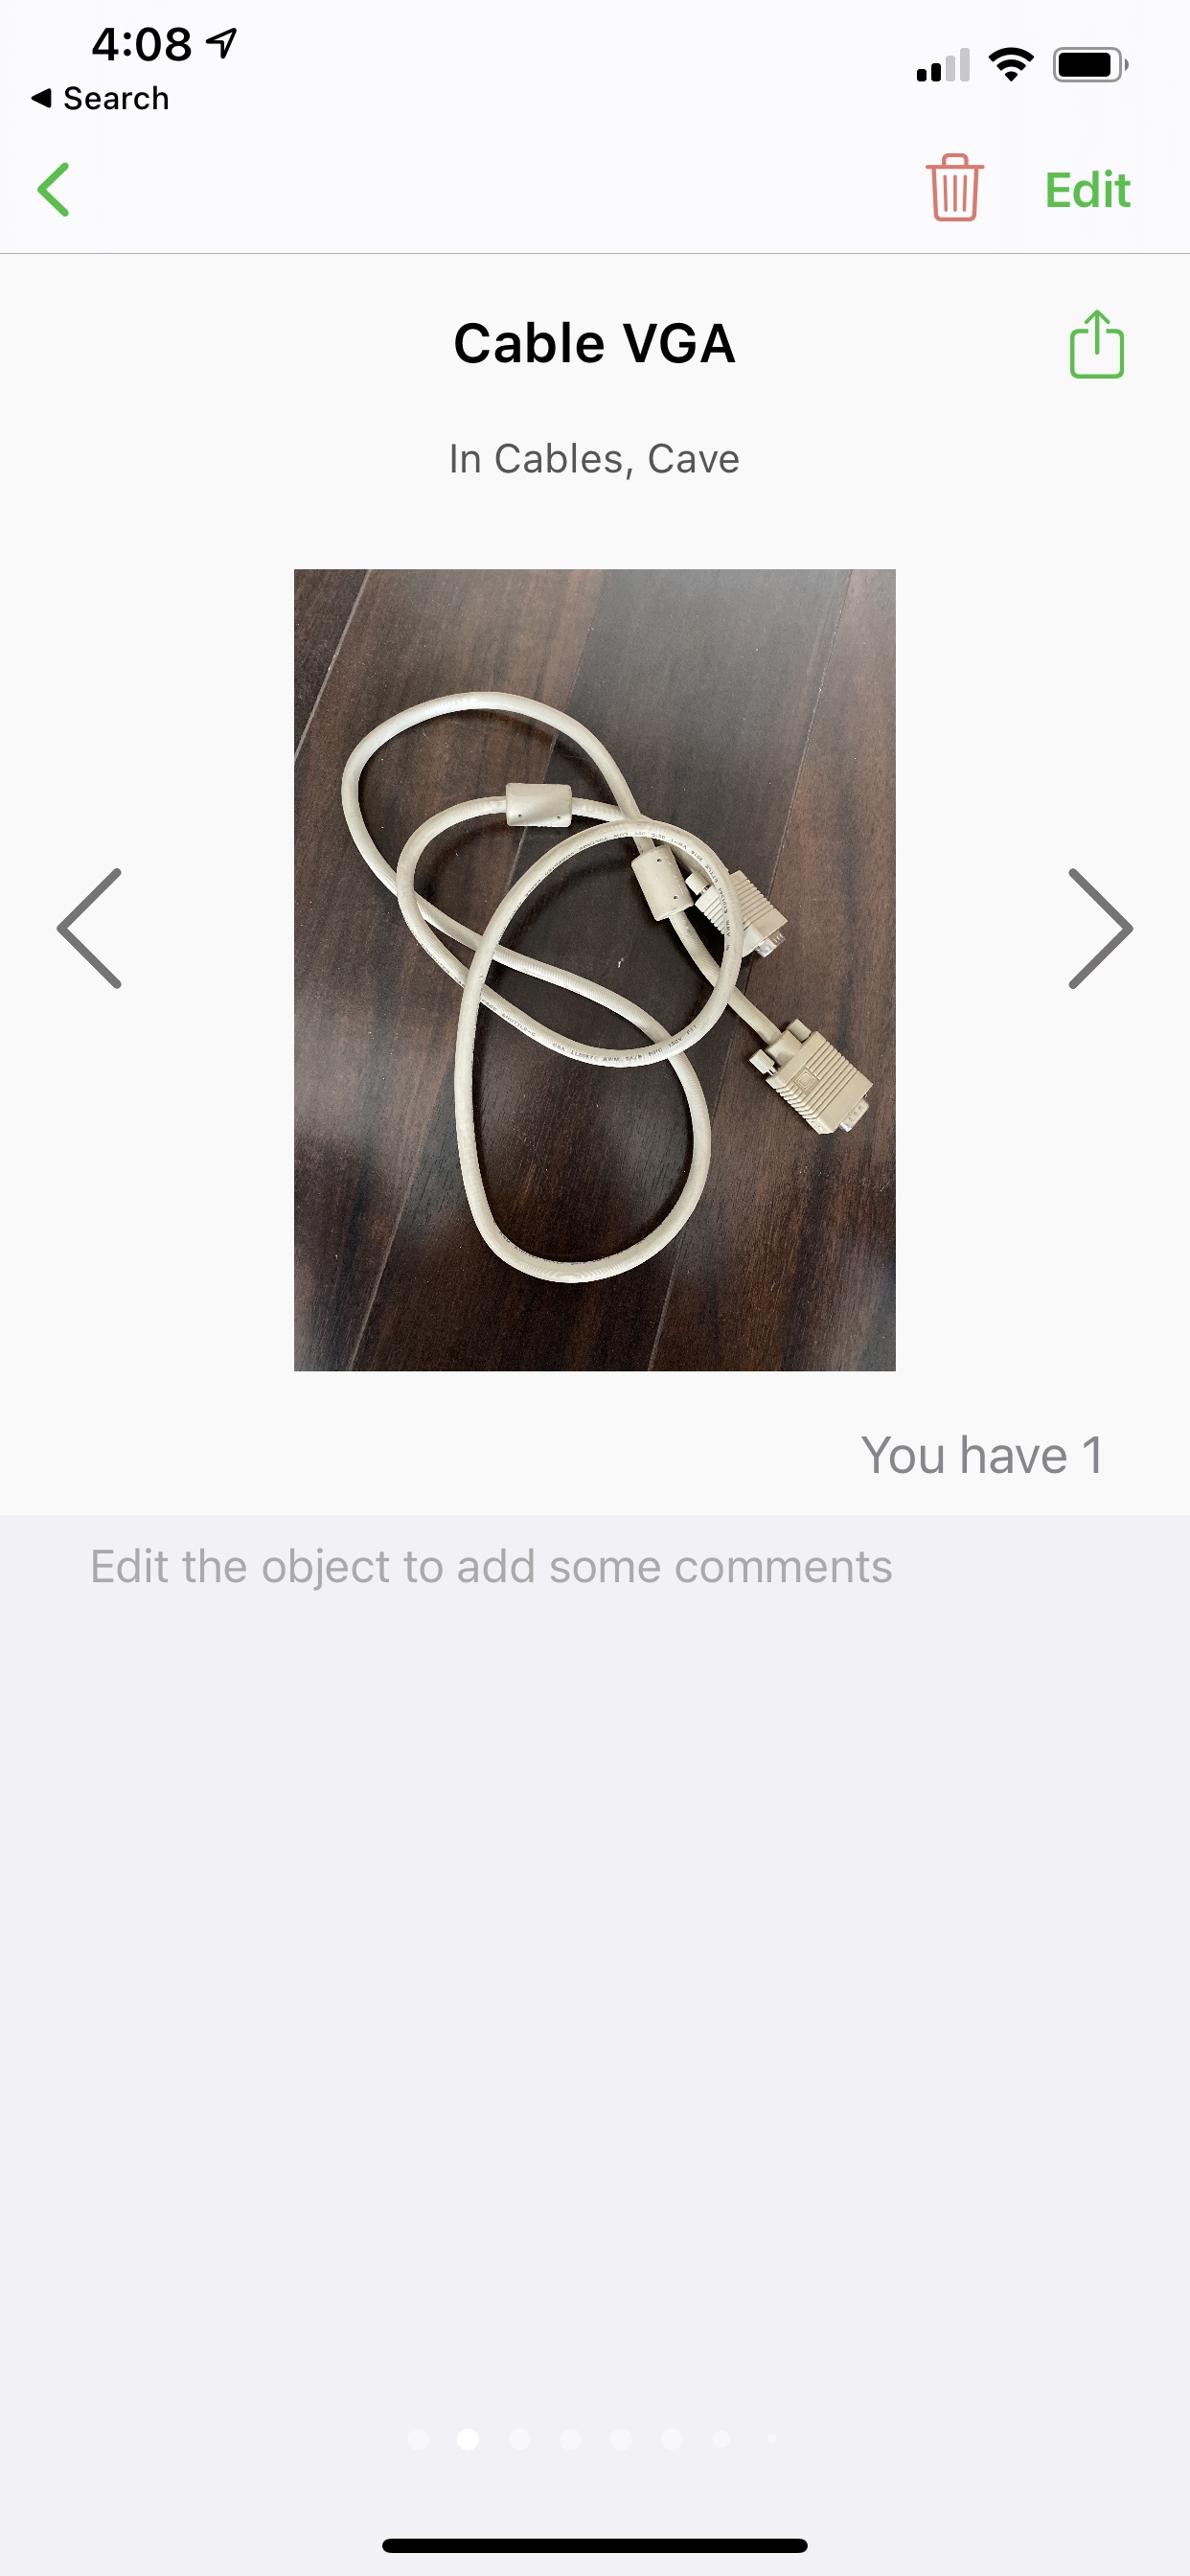 4:08
Search
Edit
Cable VGA
In Cables, Cave
You have 1
Edit the object to add some comments